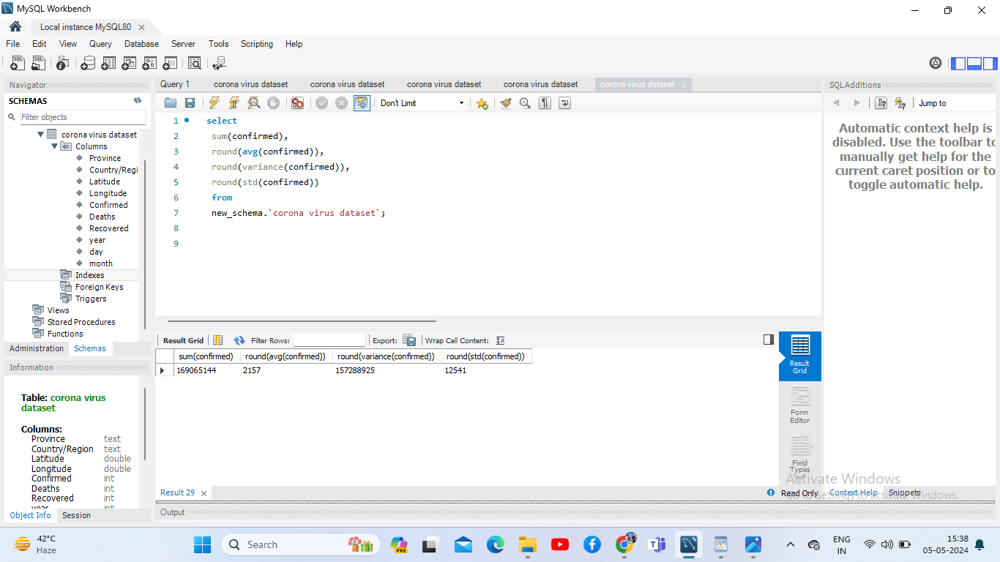 MySQL Workbench
Local instance MySQL80
File Edit View Query Database Server Tools Scripting Help
Navigator
SCHEMAS
Filter objects
corona virus dataset
Columns
Province
Country/Regi
Latitude
Longitude
Confirmed
Deaths
Recovered
year
day
month
Indexes
Foreign Keys
Triggers
Views
Stored Procedures
Functions
Administration Schemas
Information
Table: corona virus
dataset
Columns:
Province text
Country/Region text
Latitude double
Longitude double
Confirmed int
Deaths int
Recovered int
year int
Object Info Session
Query 1 corona virus dataset corona virus dataset corona virus dataset corona virus dataset corona virus dataset
Don't Limit
1 select
2 sum(confirmed),
3 round(avg(confirmed)),
4 round(variance(confirmed)),
5 round(std(confirmed))
6 from
7 new_schema.`corona virus dataset`;
8
9
Result Grid Filter Rows: Export: Wrap Cell Content:
sum(confirmed) round(avg(confirmed)) round(variance(confirmed)) round(std(confirmed))
169065144 2157 157288925 12541
Result
Grid
Form
Editor
Field
Types
Result 29
Read Only
Output
SQLAdditions
Jump to
Automatic context help is
disabled. Use the toolbar to
manually get help for the
current caret position or to
toggle automatic help.
Activate Windows
Go to Settings to activate Windows.
Context Help Snippets
42°C
Haze
Search
PRE
ENG
IN
15:38
05-05-2024